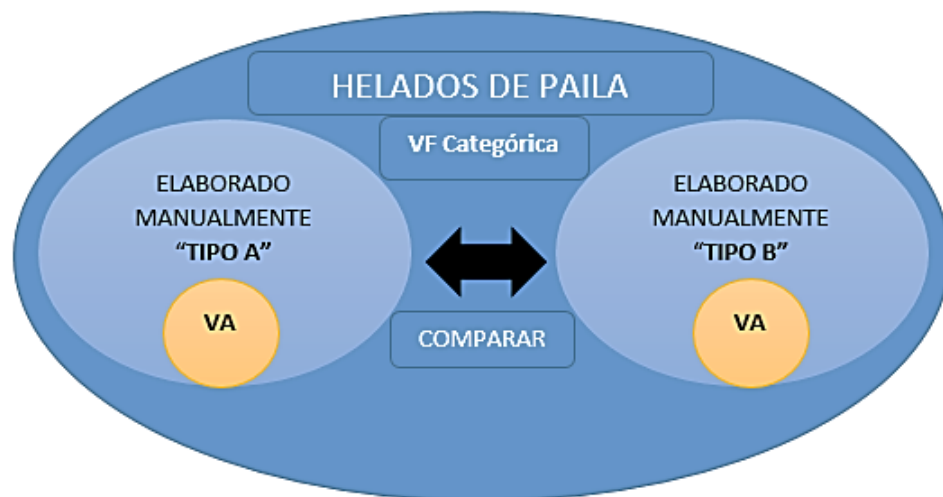 HELADOS DE PAILA
VF Categórica
ELABORADO
MANUALMENTE
“TIPO A”
VA
COMPARAR
ELABORADO
MANUALMENTE
“TIPO B”
VA